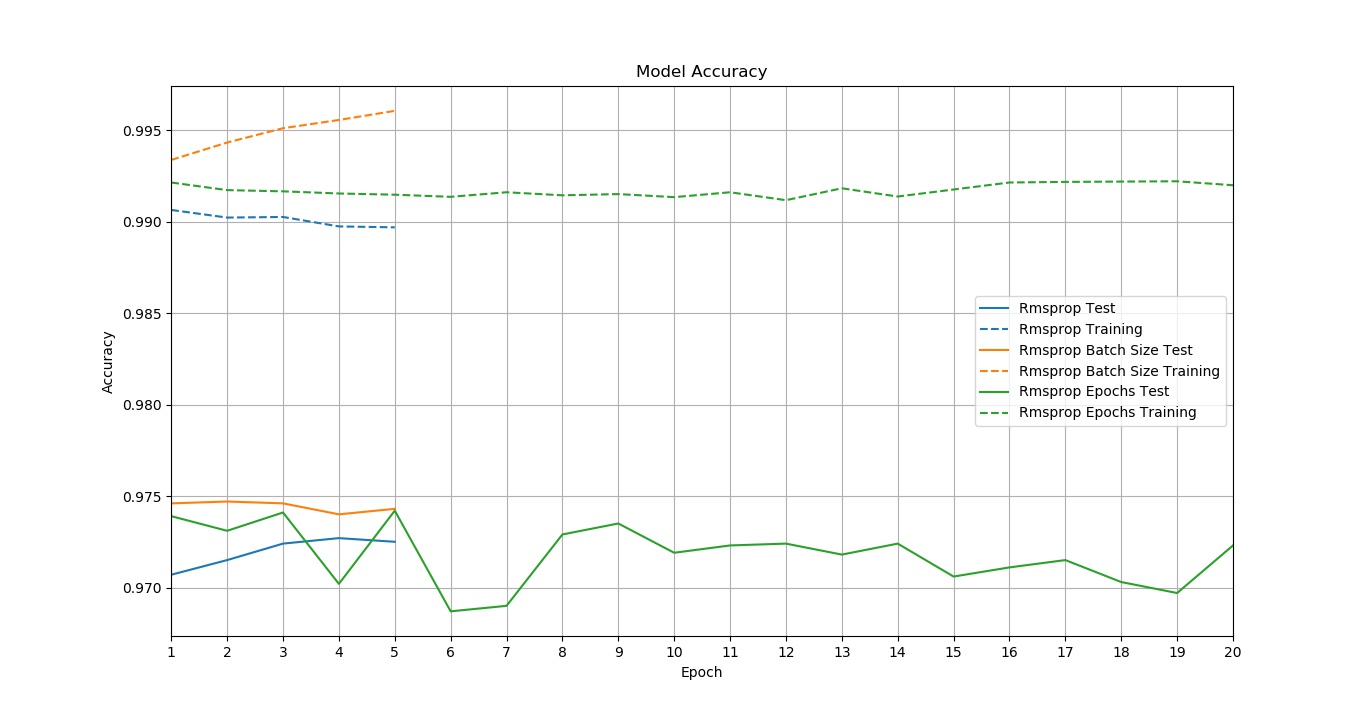 Model Accuracy
0.995
0.990
0.985
0.980
0.975
0.970
Accuracy
Rmsprop Test
Rmsprop Training
Rmsprop Batch Size Test
Rmsprop Batch Size Training
Rmsprop Epochs Test
Rmsprop Epochs Training
1 2 3 4 5 6 7 8 9 10 11 12 13 14 15 16 17 18 19 20
Epoch